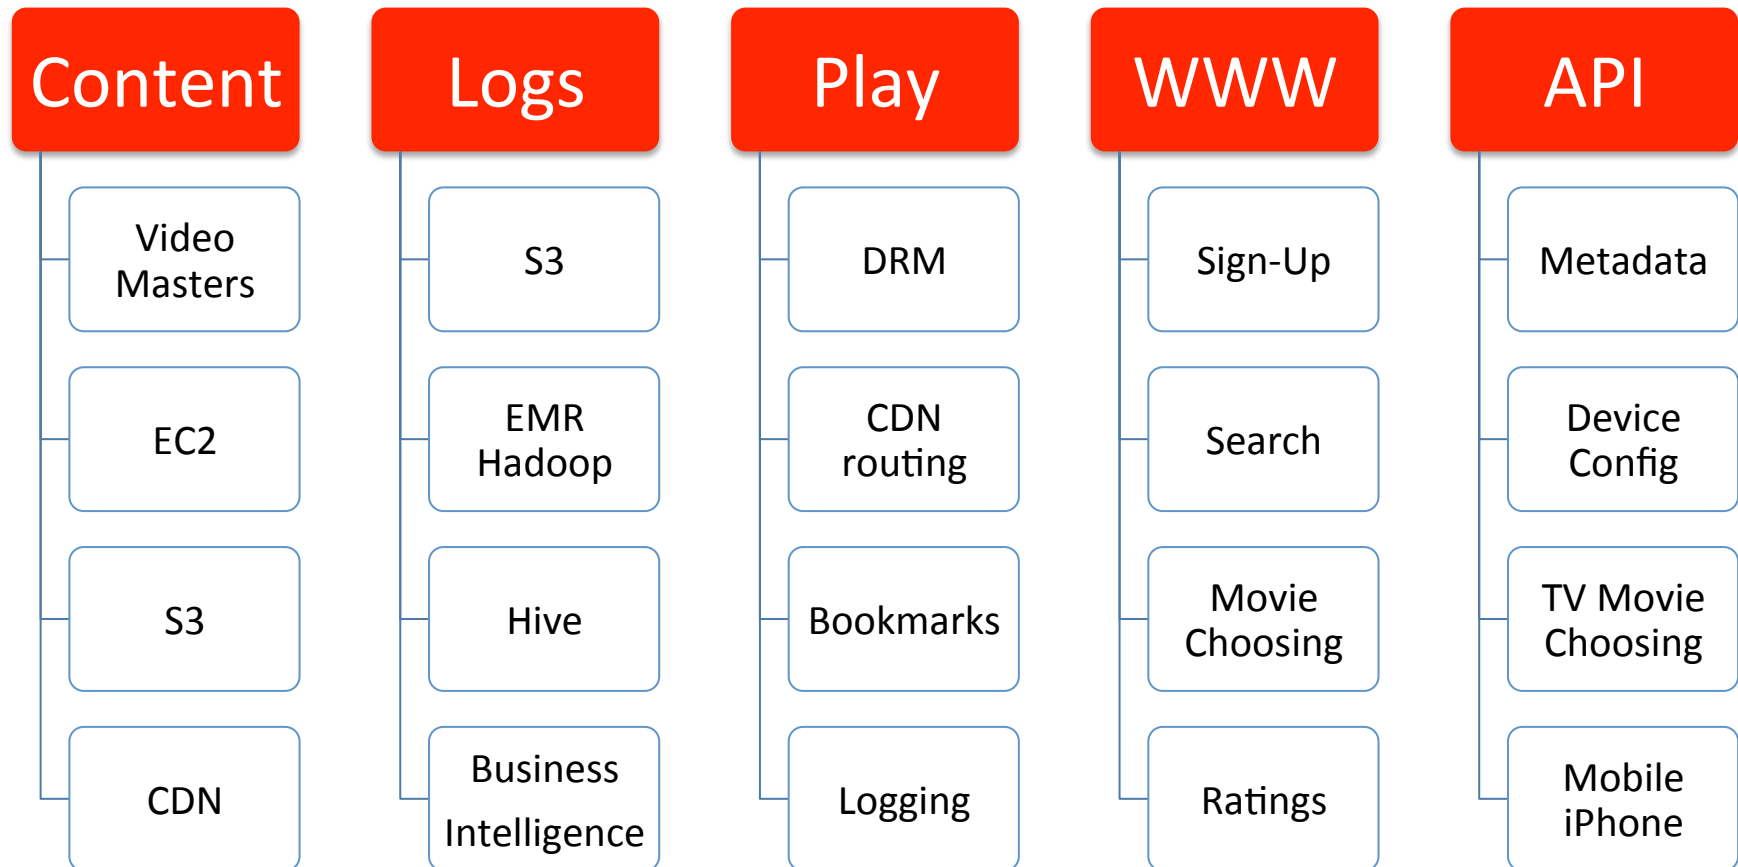 Content
Video
Masters
EC2
S3
CDN
Logs
S3
EMR
Hadoop
Hive
Business
Intelligence
Play
DRM
CDN
routing
Bookmarks
Logging
WWW
Sign-Up
Search
Movie
Choosing
Ratings
API
Metadata
Device
Config
TV Movie
Choosing
Mobile
iPhone